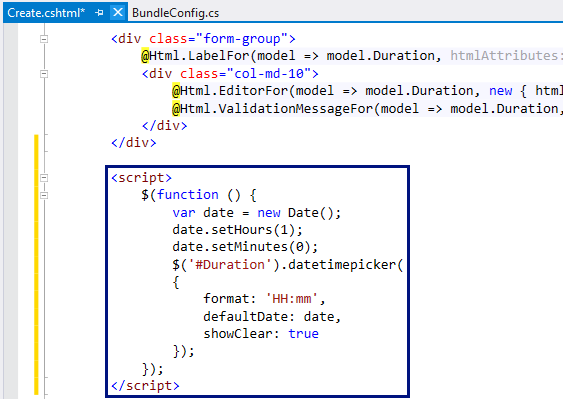 Create.cshtml* BundleConfig.cs
<div class="form-group">
@Html.LabelFor(model => model.Duration, htmlAttributes:
<div class="col-md-10">
@Html.EditorFor(model => model.Duration, new { html
@Html.ValidationMessageFor(model => model.Duration,
</div>
</div>
<script>
$(function () {
var date = new Date();
date.setHours(1);
date.setMinutes(0);
$('#Duration').datetimepicker(
{
format: 'HH:mm',
defaultDate: date,
showClear: true
});
});
</script>